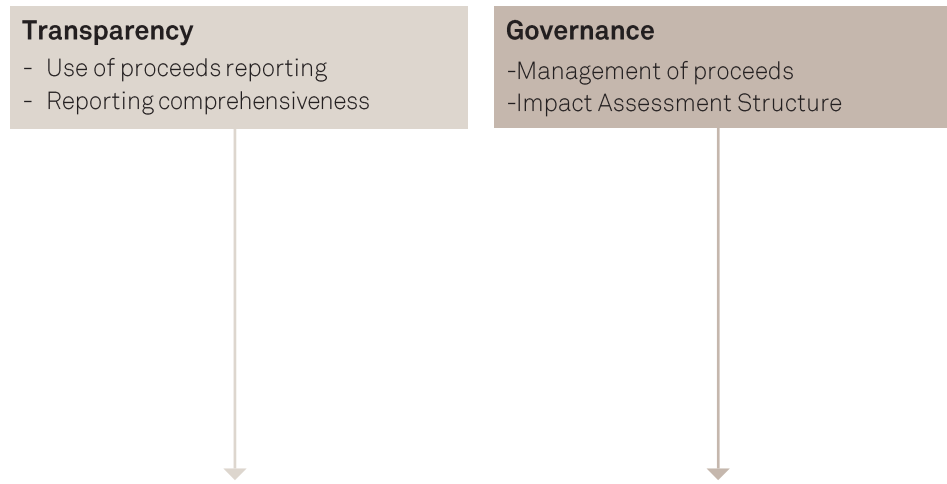 Transparency
- Use of proceeds reporting
- Reporting comprehensiveness
Governance
-Management of proceeds
-Impact Assessment Structure